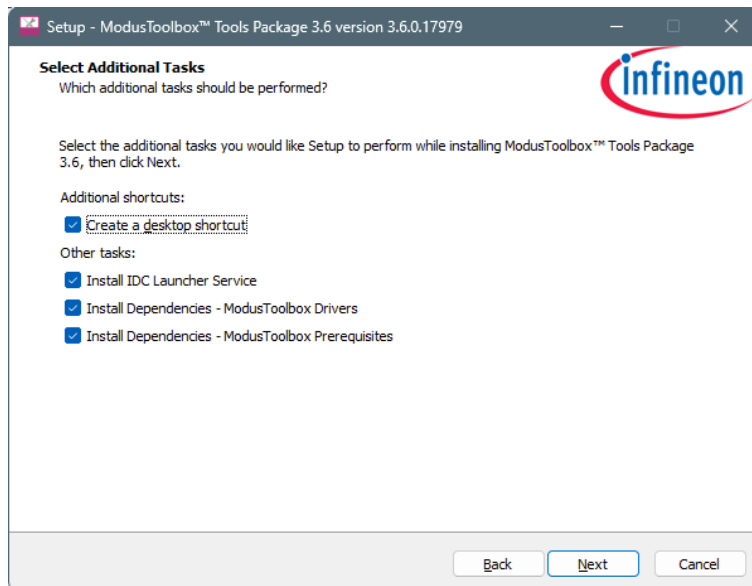 Setup - ModusToolbox™ Tools Package 3.6 version 3.6.0.17979
Select Additional Tasks
Which additional tasks should be performed?
infineon
Select the additional tasks you would like Setup to perform while installing ModusToolbox™ Tools Package
3.6, then click Next.
Additional shortcuts:
Create a desktop shortcut
Other tasks:
Install IDC Launcher Service
Install Dependencies - ModusToolbox Drivers
Install Dependencies - ModusToolbox Prerequisites
Back
Next
Cancel